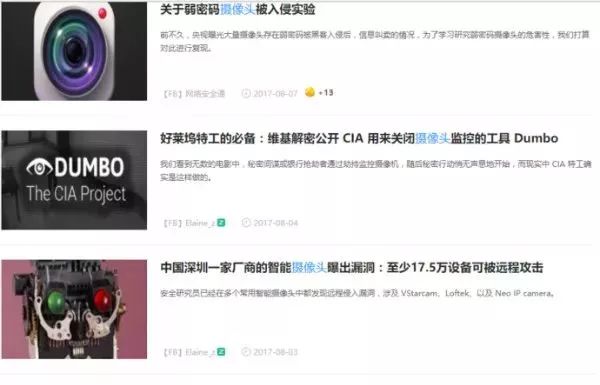 关于弱密码摄像头被入侵实验
前不久，央视曝光大量摄像头存在弱密码被黑客入侵后，信息叫卖的情况，为了学习研究弱密码摄像头的危害性，我们打算
对此进行复现。
【FB】网络安全通 2017-08-07 +13
DUMBO
The CIA Project
好莱坞特工的必备：维基解密公开 CIA 用来关闭摄像头监控的工具 Dumbo
我们看到无数的电影中，秘密间谍或银行抢劫者通过劫持监控摄像机，随后秘密行动悄无声息地开始，而现实中 CIA 特工确
实是这样做的。
【FB】Elaine_z Z 2017-08-04
中国深圳一家厂商的智能摄像头曝出漏洞：至少17.5万设备可被远程攻击
安全研究员已经在多个常用智能摄像头中都发现远程侵入漏洞，涉及 VStarcam、Loftek、以及 Neo IP camera。
【FB】Elaine_z Z 2017-08-03